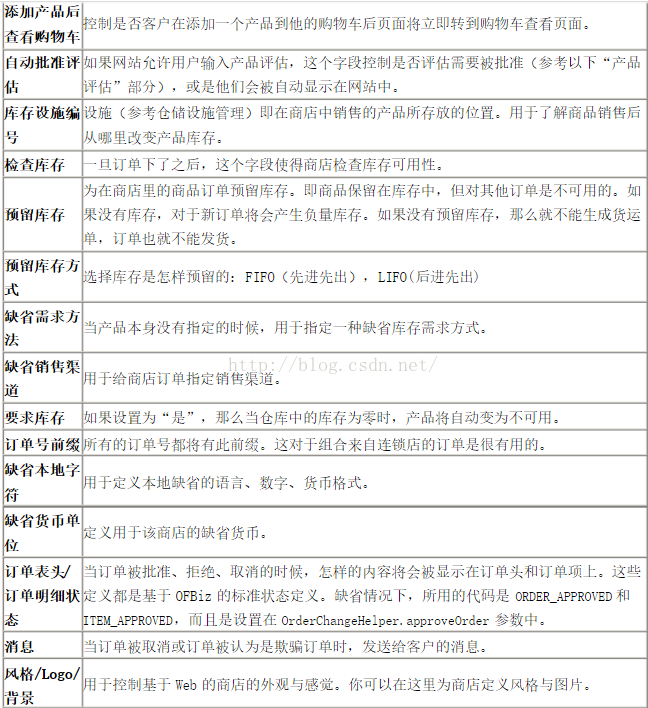 添加产品后
查看购物车
控制是否客户在添加一个产品到他的购物车后页面将立即转到购物车查看页面。
自动批准评
估
如果网站允许用户输入产品评估，这个字段控制是否评估需要被批准（参考以下“产品
评估”部分），或是他们会被自动显示在网站中。
库存设施编
号
设施（参考仓储设施管理）即在商店中销售的产品所存放的位置。用于了解商品销售后
从哪里改变产品库存。
检查库存
一旦订单下了之后，这个字段使得商店检查库存可用性。
预留库存
为在商店里的商品订单预留库存。即商品保留在库存中，但对其他订单是不可用的。如
果没有库存，对于新订单将会产生负量库存。如果没有预留库存，那么就不能生成货运
单，订单也就不能发货。
预留库存方
式
选择库存是怎样预留的：FIFO（先进先出），LIFO(后进先出)
缺省需求方
法
当产品本身没有指定的时候，用于指定一种缺省库存需求方式。
缺省销售渠
道
用于给商店订单指定销售渠道。
http://blog.csdn.net/
要求库存
如果设置为“是”，那么当仓库中的库存为零时，产品将自动变为不可用。
订单号前缀
所有的订单号都将有此前缀。这对于组合来自连锁店的订单是很有用的。
缺省本地字
符
用于定义本地缺省的语言、数字、货币格式。
缺省货币单
位
定义用于该商店的缺省货币。
订单表头/
订单明细状
态
当订单被批准、拒绝、取消的时候，怎样的内容将会被显示在订单头和订单项上。这些
定义都是基于 OFBiz 的标准状态定义。缺省情况下，所用的代码是 ORDER_APPROVED 和
ITEM_APPROVED，而且是设置在 OrderChangeHelper.approveOrder 参数中。
消息
当订单被取消或订单被认为是欺骗订单时，发送给客户的消息。
风格/Logo/
背景
用于控制基于 Web 的商店的外观与感觉。你可以在这里为商店定义风格与图片。